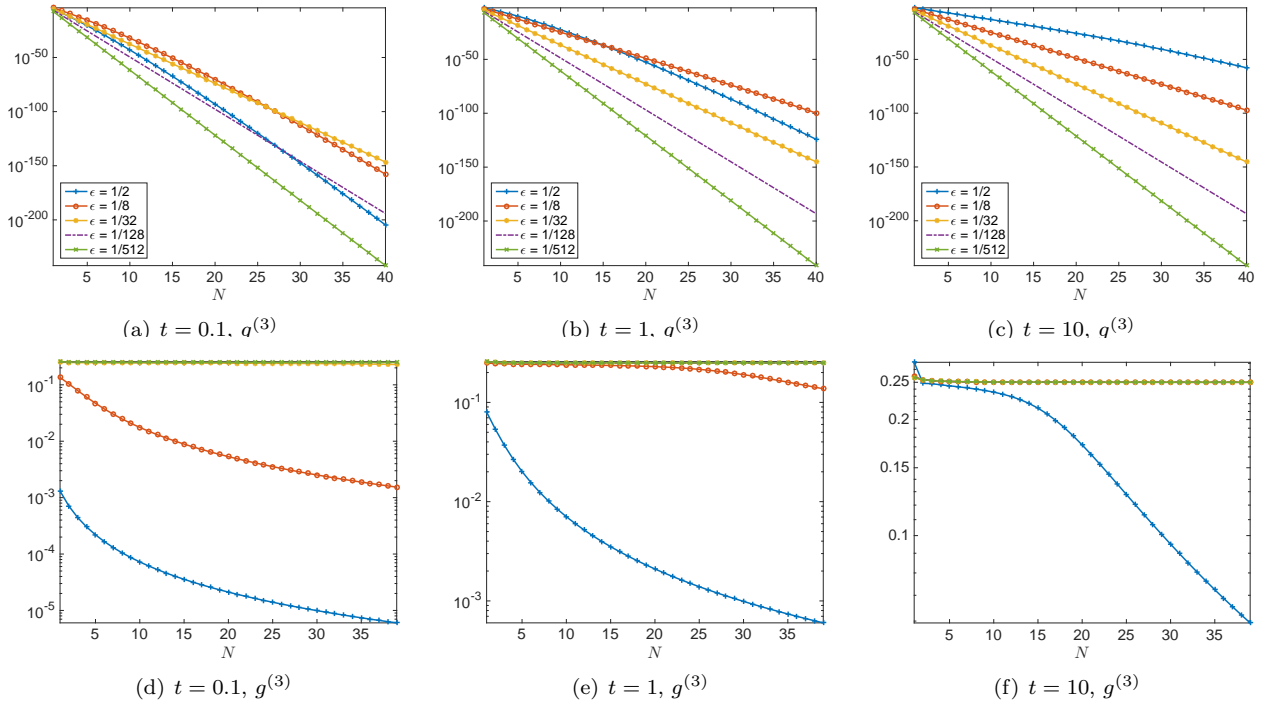 10^{-50}
10^{-100}
10^{-150}
10^{-200}
ε = 1/2
ε = 1/8
ε = 1/32
ε = 1/128
ε = 1/512
5 10 15 20 25 30 35 40
N
(a) t = 0.1, g^{(3)}
10^{-50}
10^{-100}
10^{-150}
10^{-200}
ε = 1/2
ε = 1/8
ε = 1/32
ε = 1/128
ε = 1/512
5 10 15 20 25 30 35 40
N
(b) t = 1, g^{(3)}
10^{-50}
10^{-100}
10^{-150}
10^{-200}
ε = 1/2
ε = 1/8
ε = 1/32
ε = 1/128
ε = 1/512
5 10 15 20 25 30 35 40
N
(c) t = 10, g^{(3)}
10^{-1}
10^{-2}
10^{-3}
10^{-4}
10^{-5}
5 10 15 20 25 30 35
N
(d) t = 0.1, g^{(3)}
10^{-1}
10^{-2}
10^{-3}
5 10 15 20 25 30 35
N
(e) t = 1, g^{(3)}
0.25
0.2
0.15
0.1
5 10 15 20 25 30 35
N
(f) t = 10, g^{(3)}